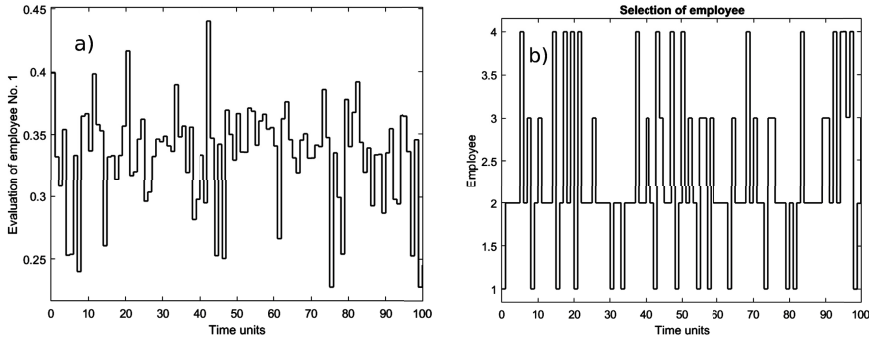 a)
Evaluation of employee No. 1
0.45
0.4
0.35
0.3
0.25
0 10 20 30 40 50 60 70 80 90 100
Time units
Selection of employee
b)
Employee
4
3.5
3
2.5
2
1.5
1
0 10 20 30 40 50 60 70 80 90 100
Time units